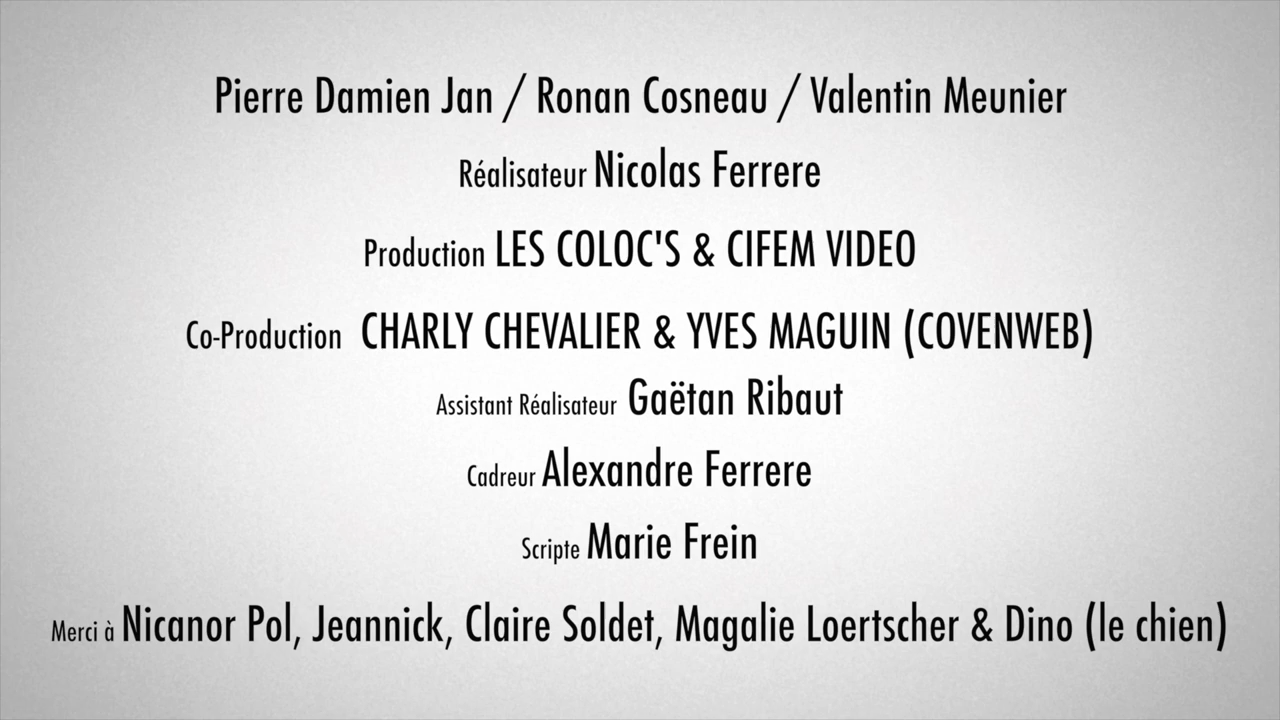 Pierre Damien Jan / Ronan Cosneau / Valentin Meunier
Réalisateur Nicolas Ferrere
Production LES COLOC'S & CIFEM VIDEO
Co-Production CHARLY CHEVALIER & YVES MAGUIN (COVENWEB)
Assistant Réalisateur Gaëtan Ribaut
Cadreur Alexandre Ferrere
Scripte Marie Frein
Merci à Nicanor Pol, Jeannick, Claire Soldet, Magalie Loertscher & Dino (le chien)